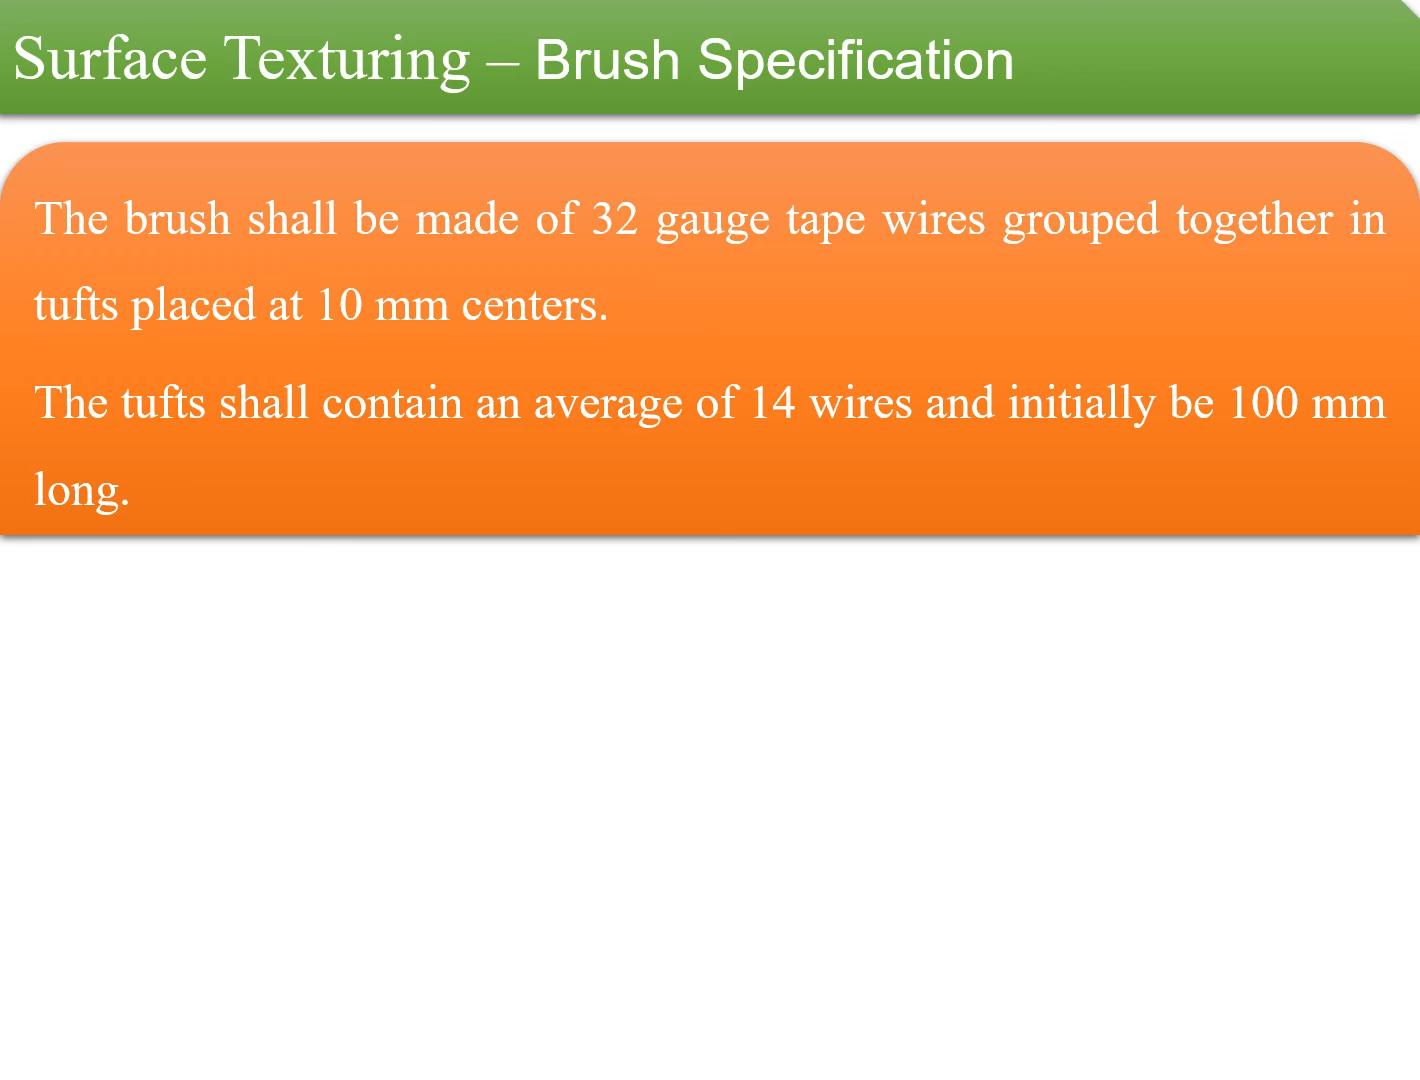 Surface Texturing – Brush Specification
The brush shall be made of 32 gauge tape wires grouped together in
tufts placed at 10 mm centers.
The tufts shall contain an average of 14 wires and initially be 100 mm
long.